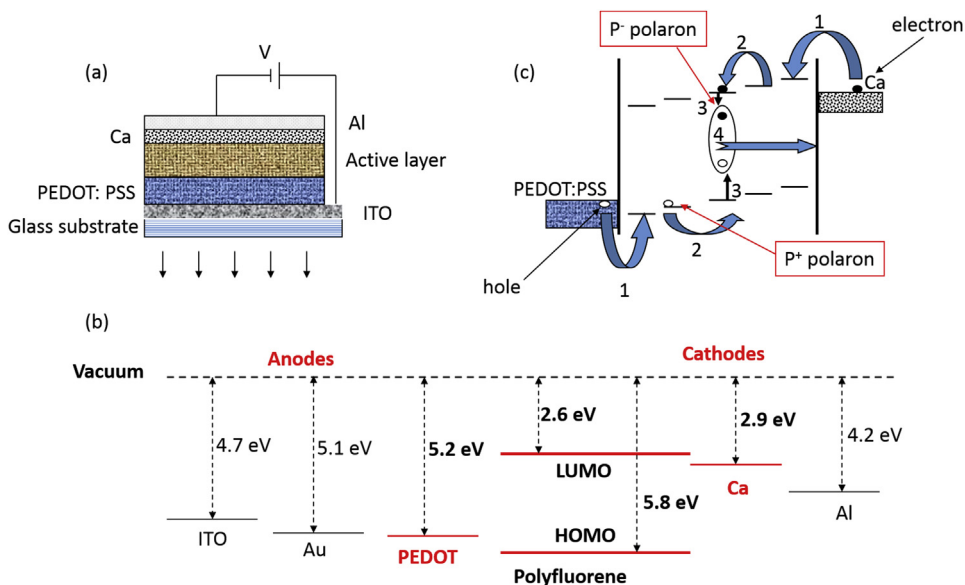 (a)
V
Ca
Al
Active layer
PEDOT: PSS
ITO
Glass substrate
(c)
P- polaron
1
electron
2
Ca
3
4
PEDOT:PSS
3
2
P+ polaron
hole
1
(b)
Anodes
Cathodes
Vacuum
4.7 eV
5.1 eV
5.2 eV
2.6 eV
2.9 eV
4.2 eV
LUMO
5.8 eV
Ca
Al
ITO
Au
PEDOT
HOMO
Polyfluorene